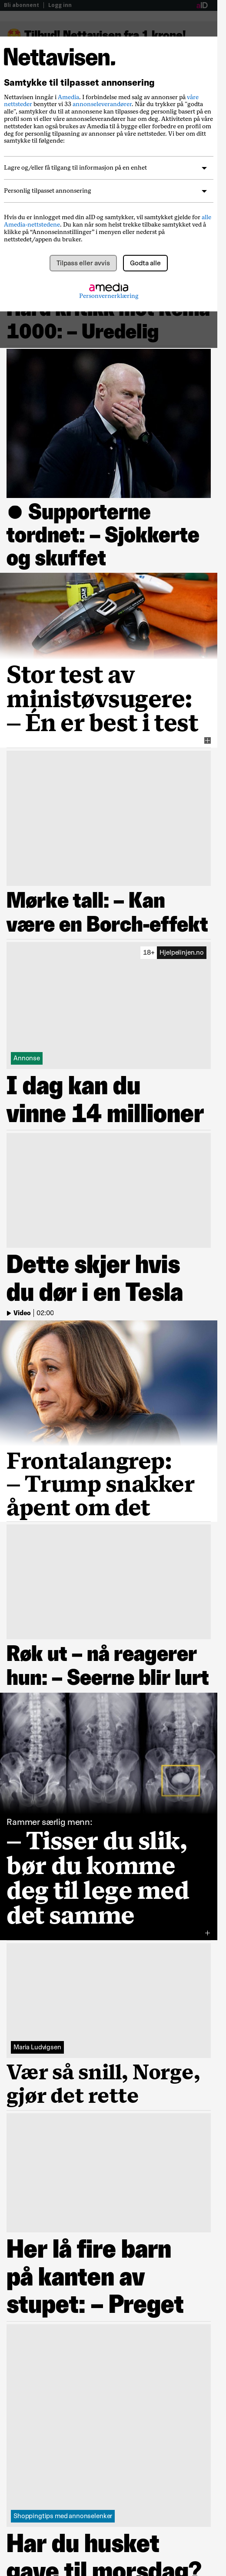 Bli abonnent | Logg inn
aID
Tilbud! Nettavisen fra 1 krone!
Nettavisen.
Samtykke til tilpasset annonsering
Nettavisen inngår i Amedia. I forbindelse med salg av annonser på våre
nettsteder benytter vi 33 annonseleverandører. Når du trykker på "godta
alle", samtykker du til at annonsene kan tilpasses deg personlig basert på en
profil om deg og hvilke annonser som virker best på deg. Aktivitetene på våre
nettsteder kan også brukes av Amedia til å bygge eller forbedre en profil om
deg for personlig tilpasning av annonser på våre nettsteder. Vi ber om ditt
samtykke til følgende:
Lagre og/eller få tilgang til informasjon på en enhet
Personlig tilpasset annonsering
Hvis du er innlogget med din aID og samtykker, vil samtykket gjelde for alle
Amedia-nettstedene. Du kan når som helst trekke tilbake samtykket ved å
klikke på “Annonseinnstillinger” i menyen eller nederst på
nettstedet/appen du bruker.
Tilpass eller avvis
Godta alle
amedia
Personvernerklæring
1000: – Uredelig
● Supporterne
tordnet: – Sjokkerte
og skuffet
Stor test av
ministøvsugere:
– Én er best i test
Mørke tall: – Kan
være en Borch-effekt
18+ Hjelpelinjen.no
Annonse
I dag kan du
vinne 14 millioner
Dette skjer hvis
du dør i en Tesla
Video | 02:00
Frontalangrep:
– Trump snakker
åpent om det
Røk ut – nå reagerer
hun: – Seerne blir lurt
Rammer særlig menn:
– Tisser du slik,
bør du komme
deg til lege med
det samme
Maria Ludvigsen
Vær så snill, Norge,
gjør det rette
Her lå fire barn
på kanten av
stupet: – Preget
Shoppingtips med annonselenker
Har du husket
gave til morsdag?